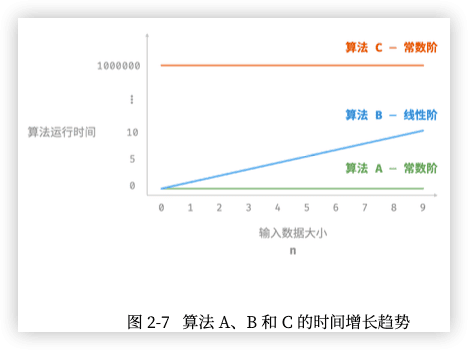 算法 C — 常数阶
1000000
⋮
算法 B — 线性阶
算法运行时间
10
5
算法 A — 常数阶
0
0 1 2 3 4 5 6 7 8 9
输入数据大小
n
图 2-7 算法 A、B 和 C 的时间增长趋势